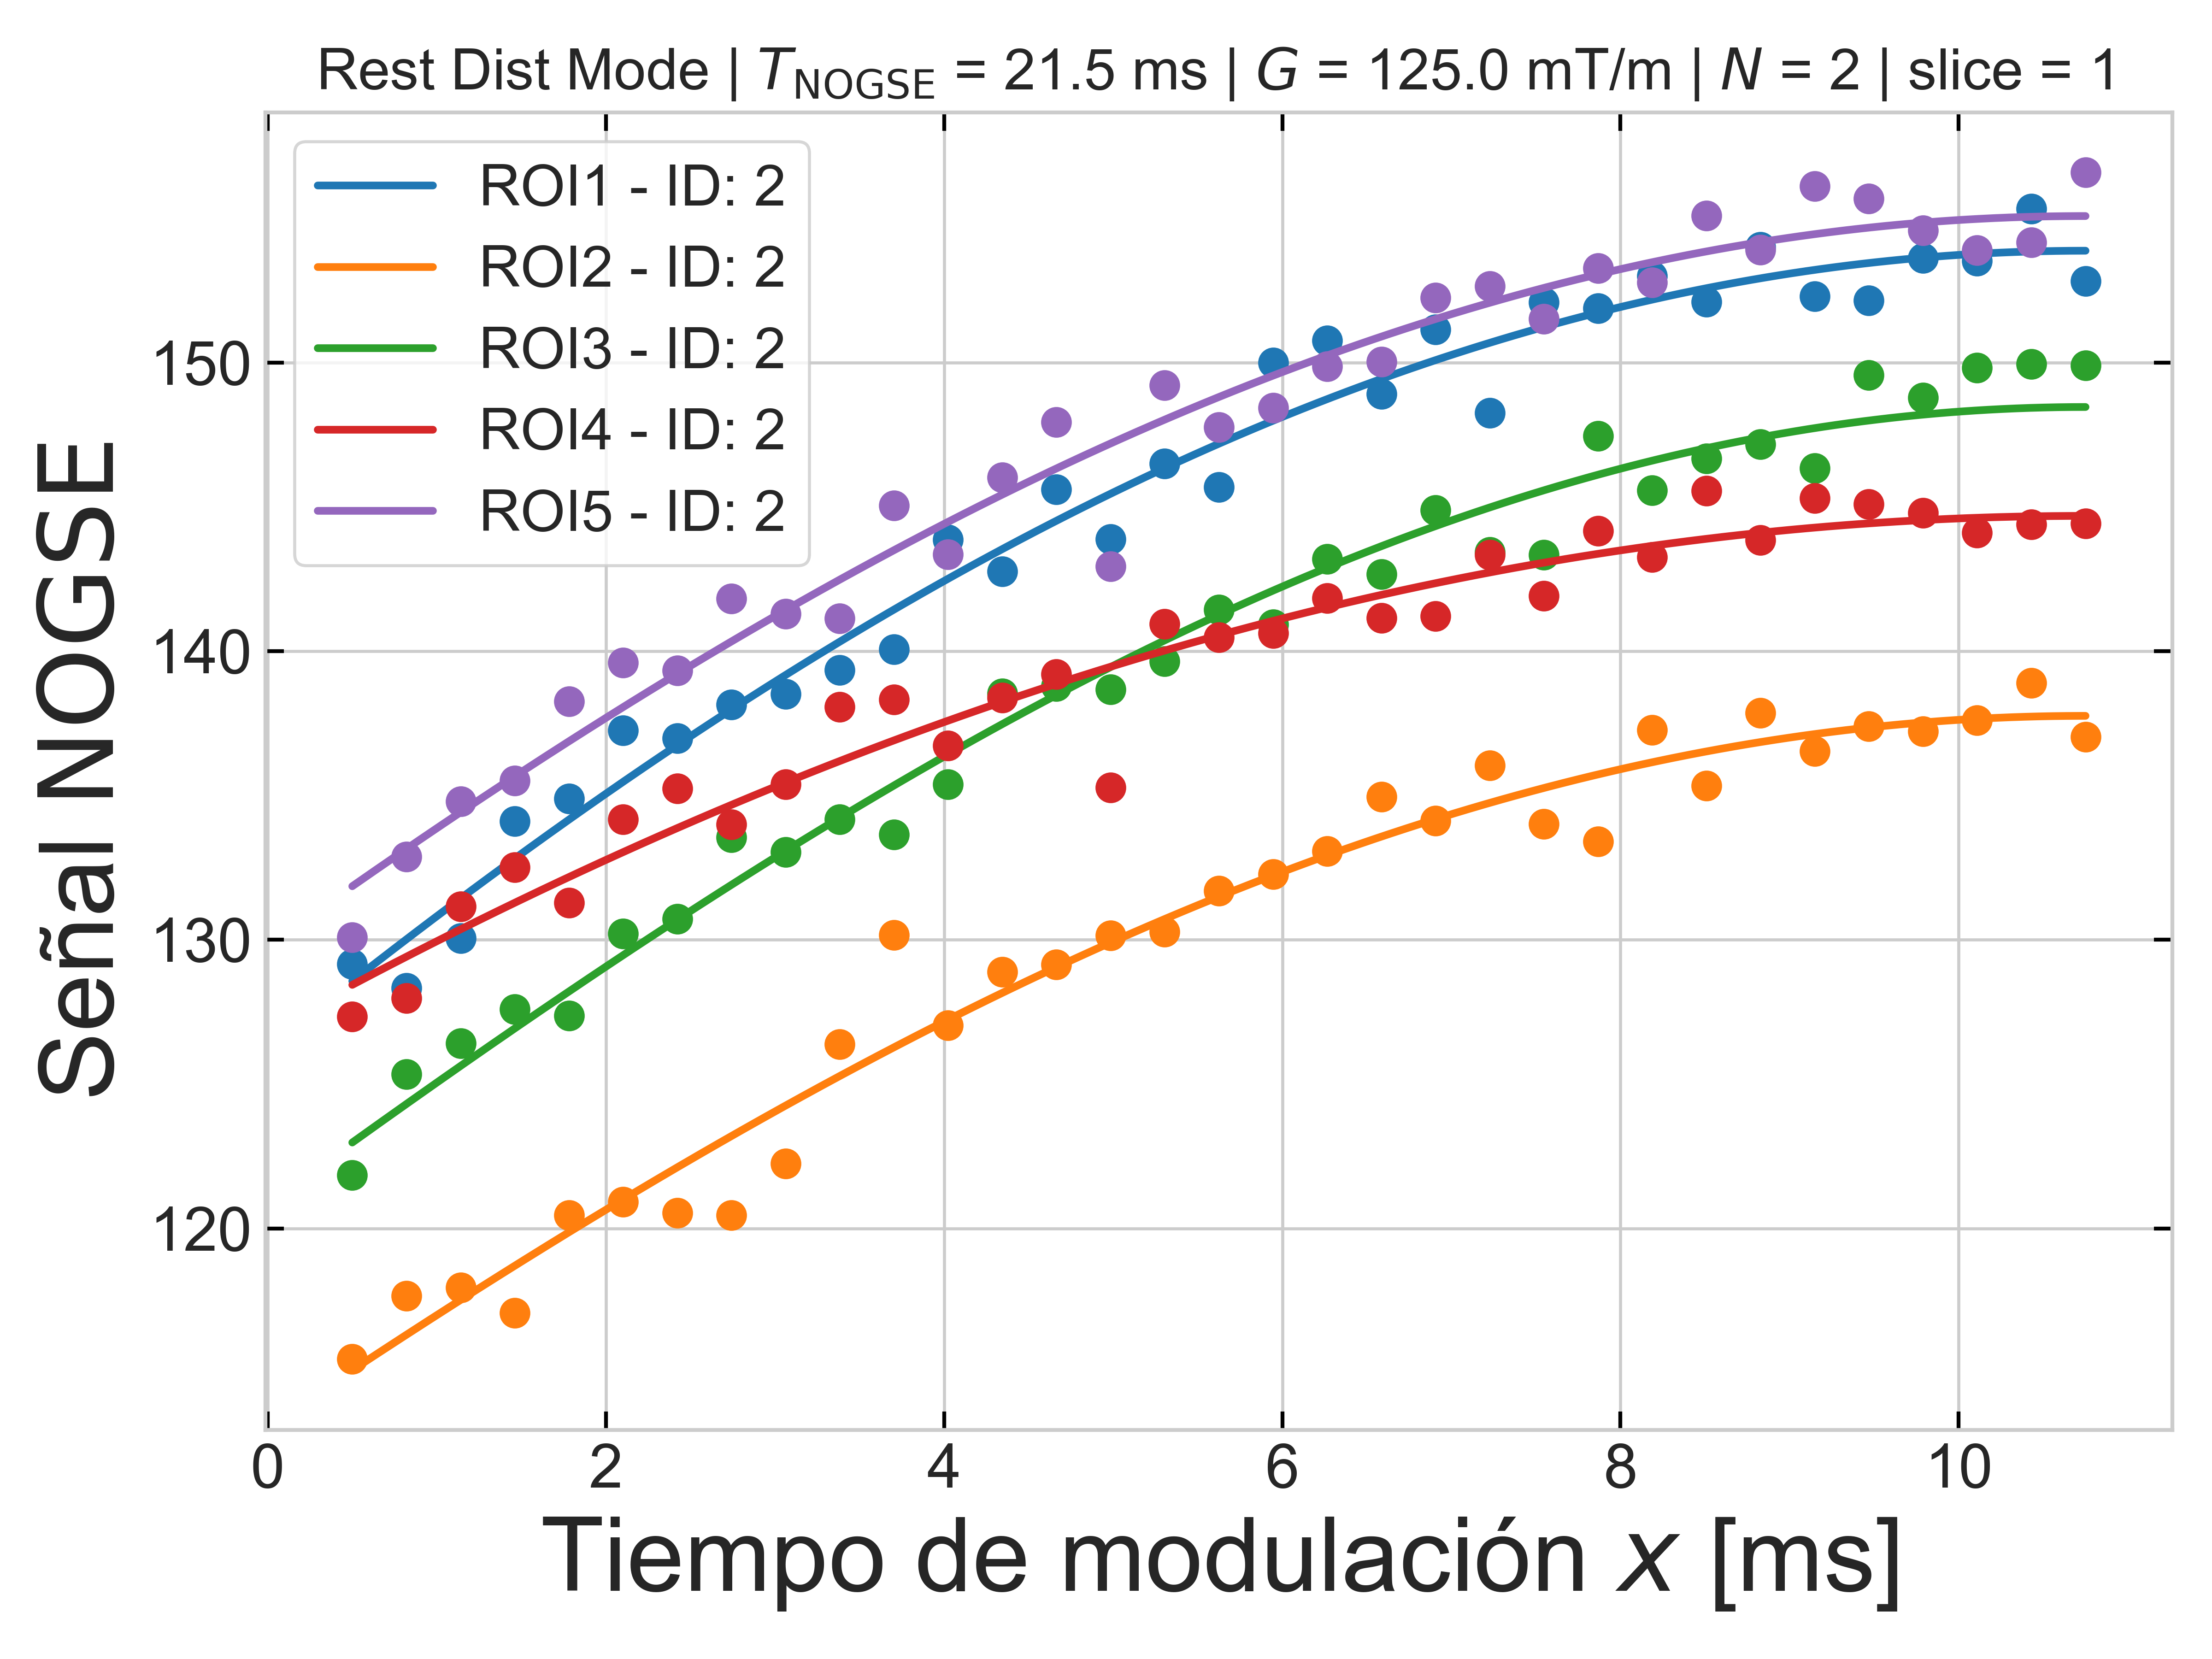 Rest Dist Mode | T_NOGSE = 21.5 ms | G = 125.0 mT/m | N = 2 | slice = 1
ROI1 - ID: 2
ROI2 - ID: 2
ROI3 - ID: 2
ROI4 - ID: 2
ROI5 - ID: 2
Señal NOGSE
150
140
130
120
0 2 4 6 8 10
Tiempo de modulación x [ms]